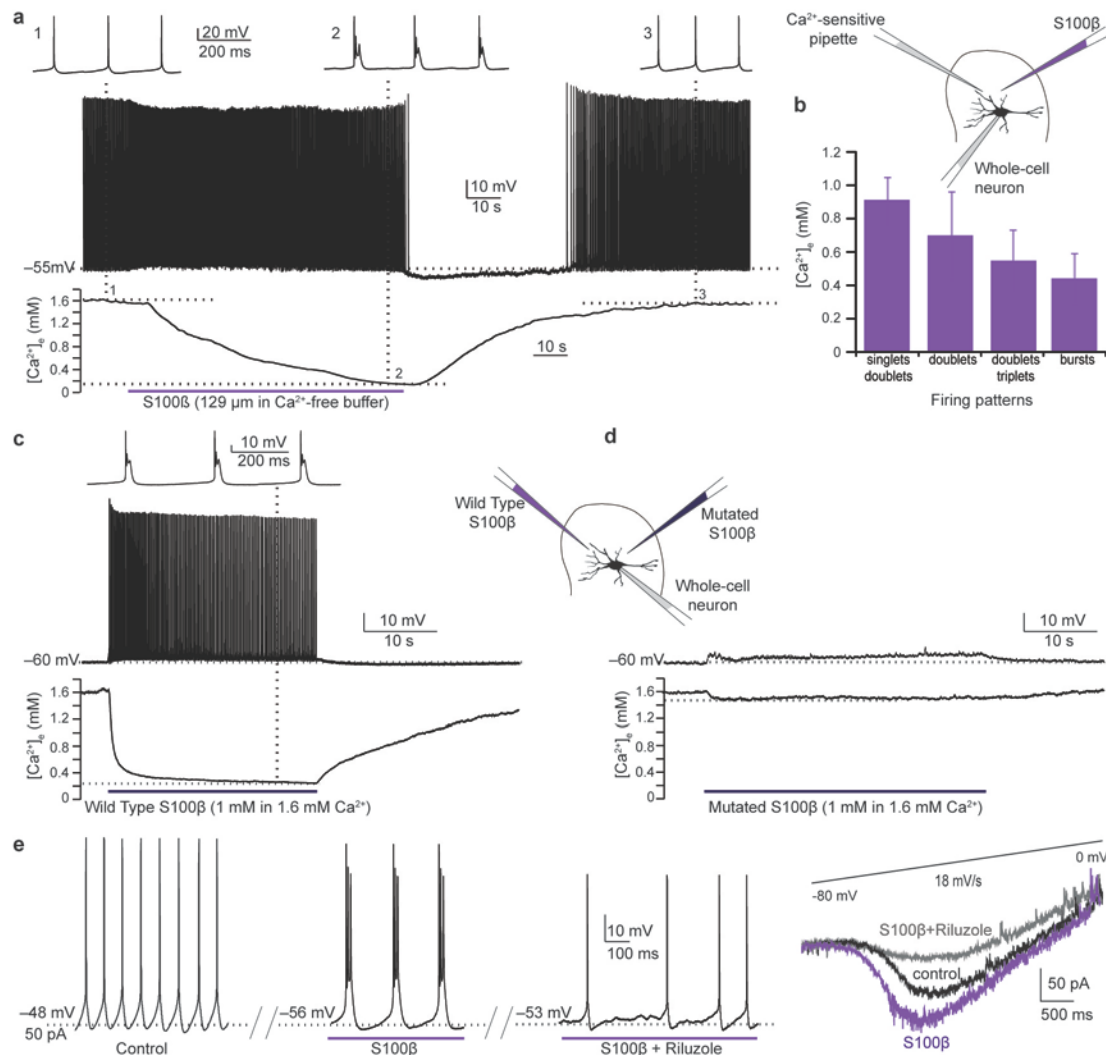 a
1
20 mV
200 ms
2
3
10 mV
10 s
–55mV
1
2
3
1.6
1.2
0.8
0.4
0
[Ca²⁺]ₑ (mM)
10 s
S100ß (129 µm in Ca²⁺-free buffer)
Ca²⁺-sensitive
pipette
S100β
Whole-cell
neuron
b
1.2
1.0
0.8
0.6
0.4
0.2
0
[Ca²⁺]ₑ (mM)
singlets
doublets
doublets
doublets
triplets
bursts
Firing patterns
c
10 mV
200 ms
10 mV
10 s
–60 mV
1.6
1.2
0.8
0.4
0
[Ca²⁺]ₑ (mM)
Wild Type S100β (1 mM in 1.6 mM Ca²⁺)
d
Wild Type
S100β
Mutated
S100β
Whole-cell
neuron
10 mV
10 s
–60 mV
1.6
1.2
0.8
0.4
0
[Ca²⁺]ₑ (mM)
Mutated S100β (1 mM in 1.6 mM Ca²⁺)
e
–48 mV
50 pA
Control
–56 mV
S100β
10 mV
100 ms
–53 mV
S100β + Riluzole
0 mV
-80 mV
18 mV/s
S100β+Riluzole
control
50 pA
500 ms
S100β